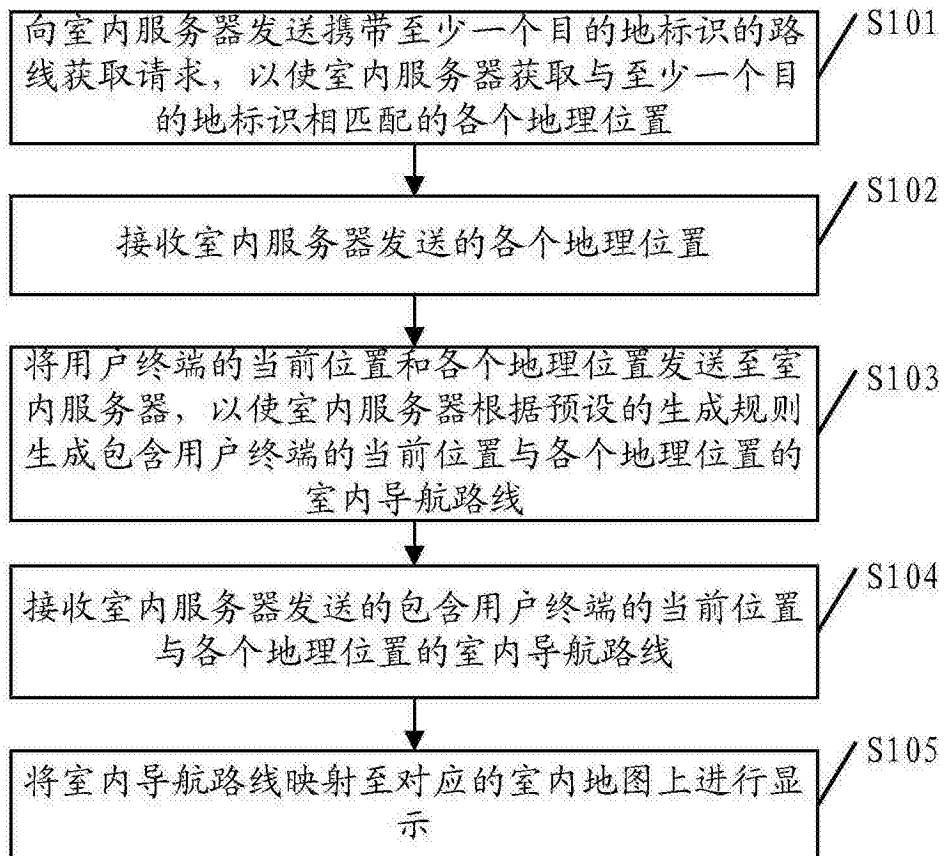 向室内服务器发送携带至少一个目的地标识的路
线获取请求，以使室内服务器获取与至少一个目
的地标识相匹配的各个地理位置
S101
接收室内服务器发送的各个地理位置
S102
将用户终端的当前位置和各个地理位置发送至室
内服务器，以使室内服务器根据预设的生成规则
生成包含用户终端的当前位置与各个地理位置的
室内导航路线
S103
接收室内服务器发送的包含用户终端的当前位置
与各个地理位置的室内导航路线
S104
将室内导航路线映射至对应的室内地图上进行显
示
S105